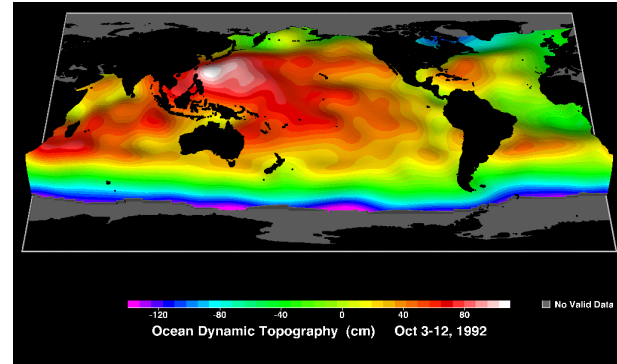 -120 -80 -40 0 40 80 No Valid Data
Ocean Dynamic Topography (cm) Oct 3-12, 1992